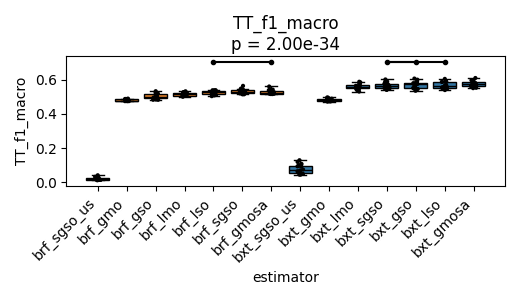 TT_f1_macro
p = 2.00e-34
TT_f1_macro
0.6
0.4
0.2
0.0
brf_sgso_us
brf_gmo
brf_gso
brf_lmo
brf_lso
brf_sgso
brf_gmosa
bxt_sgso_us
bxt_gmo
bxt_lmo
bxt_sgso
bxt_gso
bxt_lso
bxt_gmosa
estimator